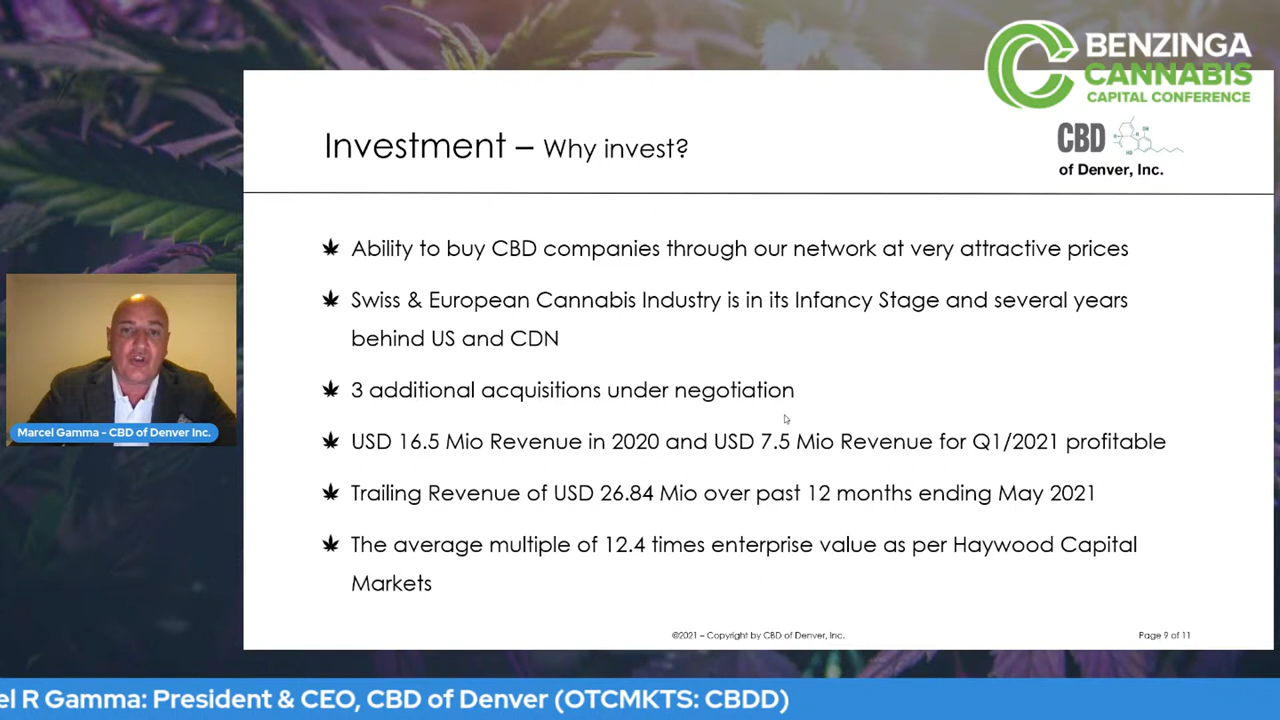 BENZINGA
CANNABIS
CAPITAL CONFERENCE
CBD
of Denver, Inc.
Investment – Why invest?
Ability to buy CBD companies through our network at very attractive prices
Swiss & European Cannabis Industry is in its Infancy Stage and several years
behind US and CDN
3 additional acquisitions under negotiation
USD 16.5 Mio Revenue in 2020 and USD 7.5 Mio Revenue for Q1/2021 profitable
Trailing Revenue of USD 26.84 Mio over past 12 months ending May 2021
The average multiple of 12.4 times enterprise value as per Haywood Capital
Markets
©2021 – Copyright by CBD of Denver, Inc.
Page 9 of 11
Marcel Gamma - CBD of Denver Inc.
el R Gamma: President & CEO, CBD of Denver (OTCMKTS: CBDD)